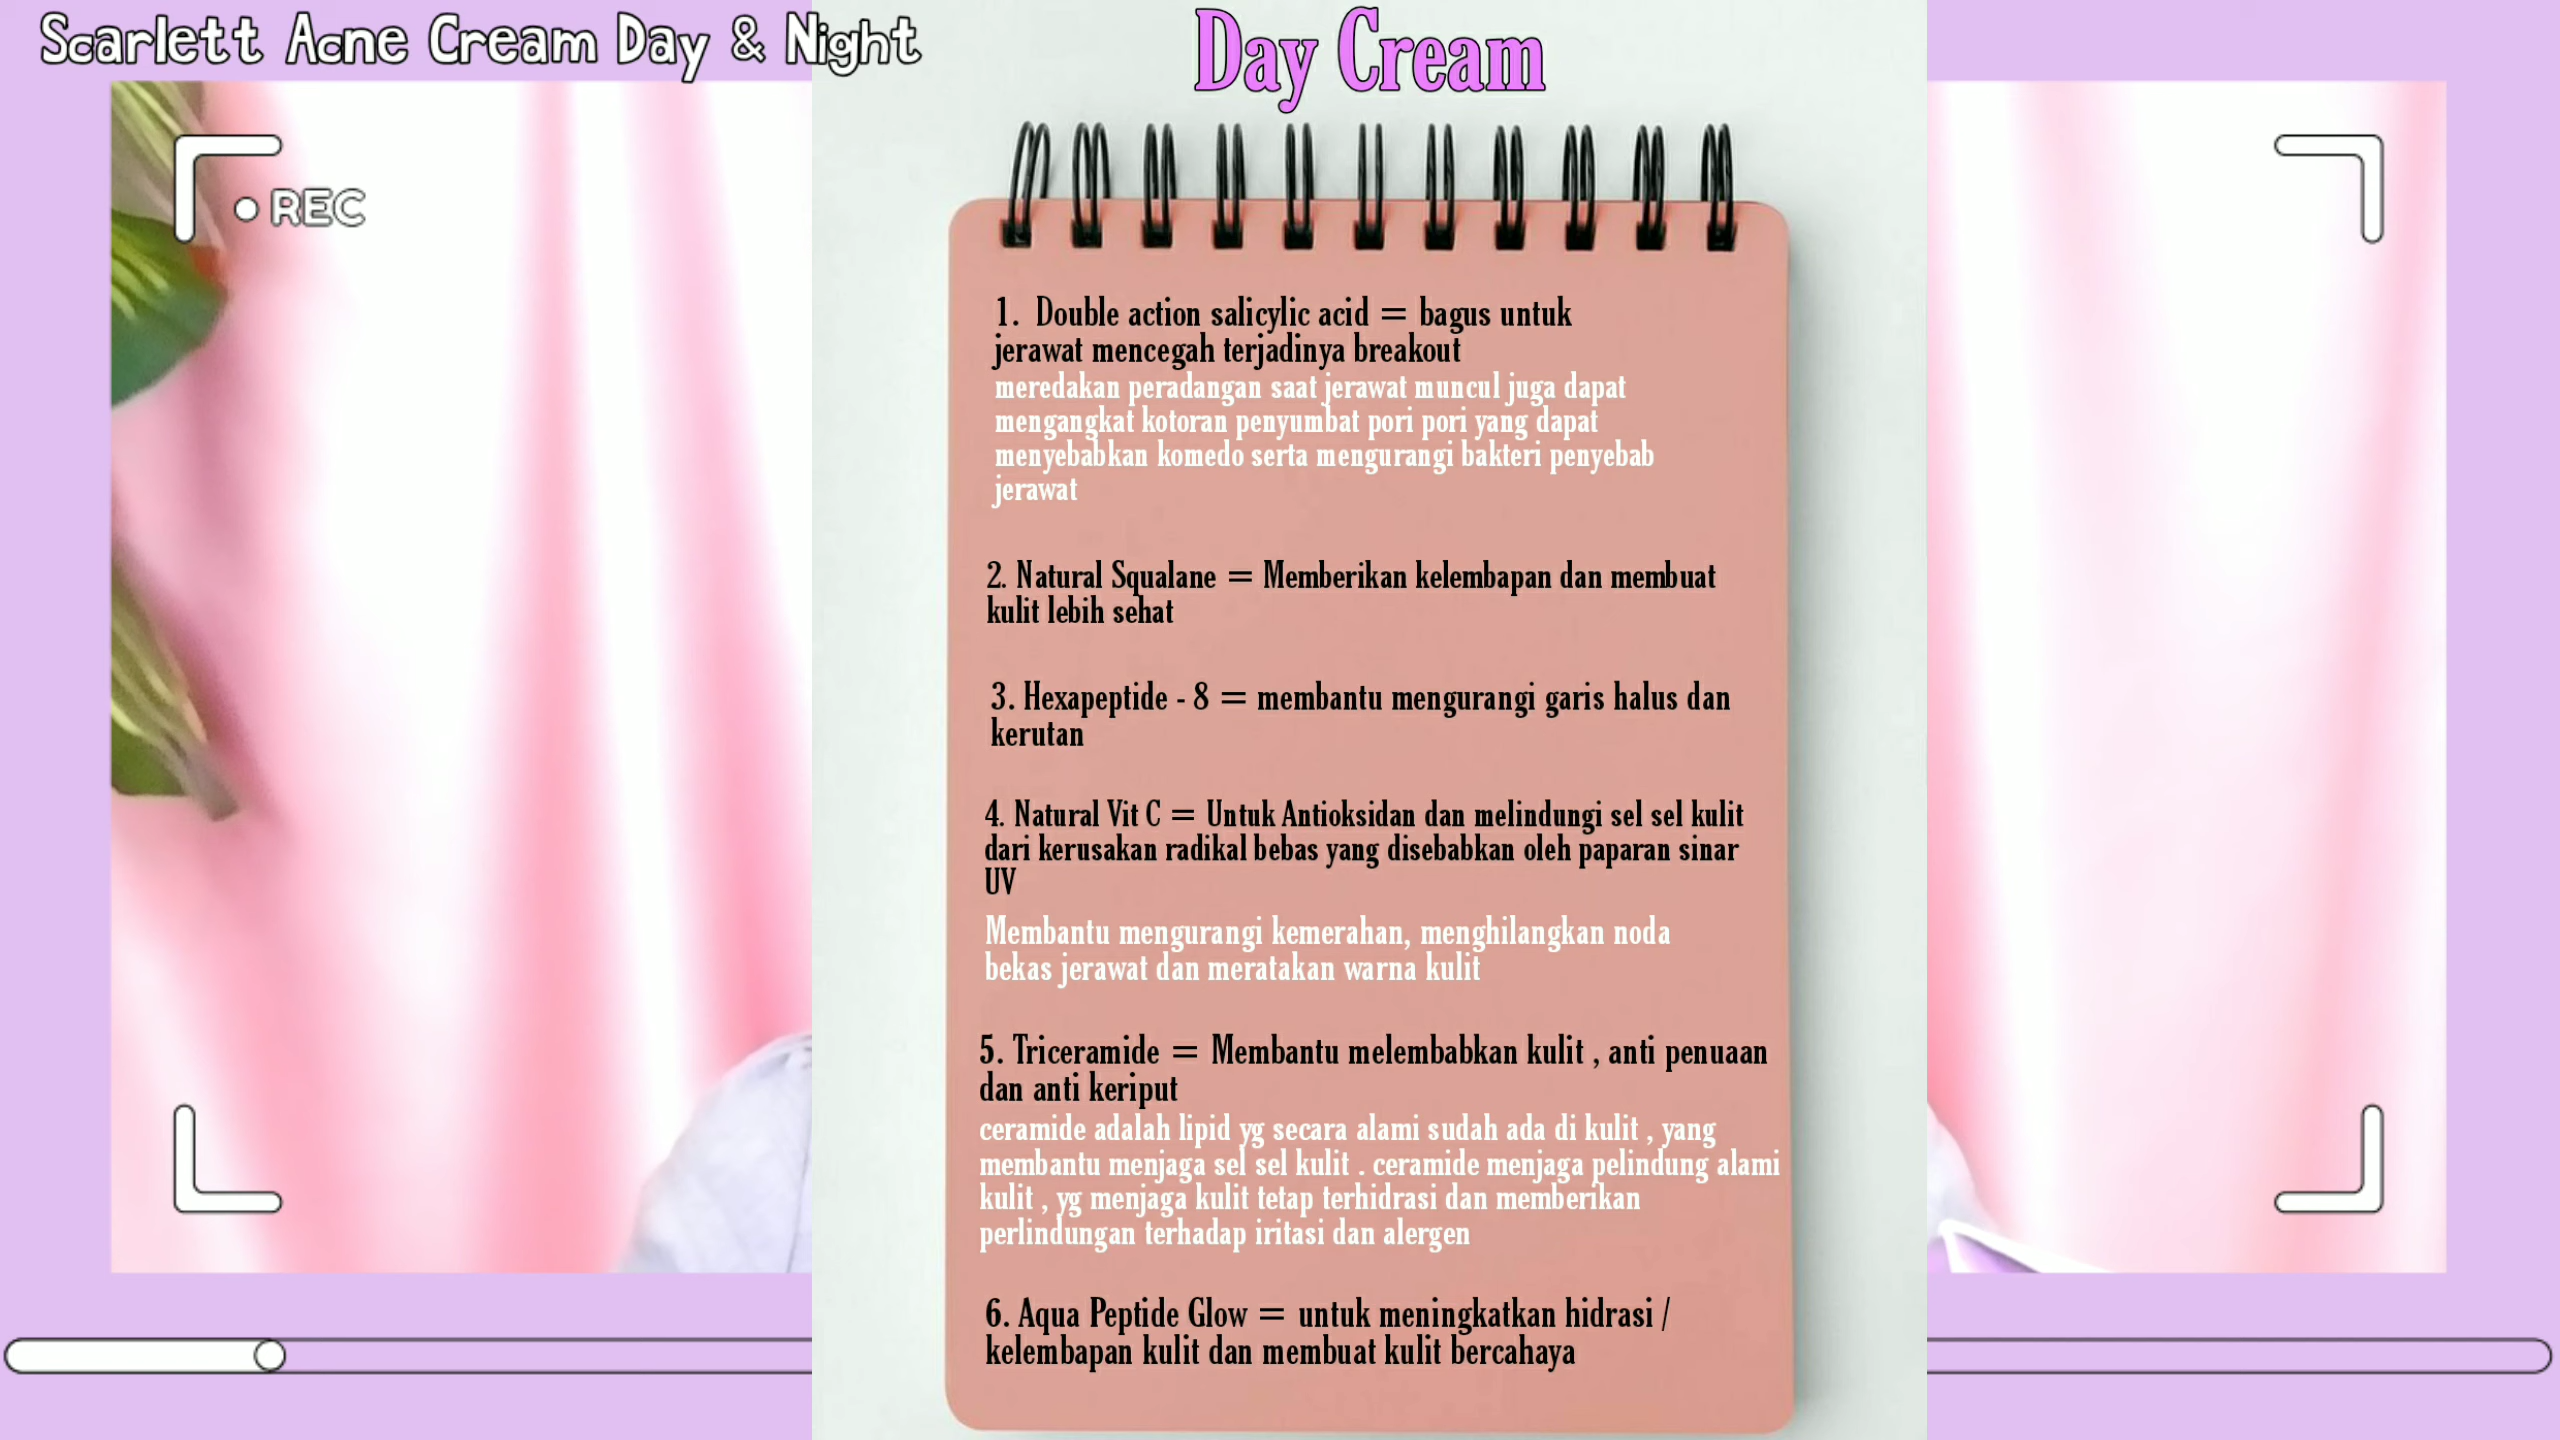 Scarlett Acne Cream Day & Night
Day Cream
• REC
1. Double action salicylic acid = bagus untuk
jerawat mencegah terjadinya breakout
meredakan peradangan saat jerawat muncul juga dapat
mengangkat kotoran penyumbat pori pori yang dapat
menyebabkan komedo serta mengurangi bakteri penyebab
jerawat
2. Natural Squalane = Memberikan kelembapan dan membuat
kulit lebih sehat
3. Hexapeptide - 8 = membantu mengurangi garis halus dan
kerutan
4. Natural Vit C = Untuk Antioksidan dan melindungi sel sel kulit
dari kerusakan radikal bebas yang disebabkan oleh paparan sinar
UV
Membantu mengurangi kemerahan, menghilangkan noda
bekas jerawat dan meratakan warna kulit
5. Triceramide = Membantu melembabkan kulit , anti penuaan
dan anti keriput
ceramide adalah lipid yg secara alami sudah ada di kulit , yang
membantu menjaga sel sel kulit . ceramide menjaga pelindung alami
kulit , yg menjaga kulit tetap terhidrasi dan memberikan
perlindungan terhadap iritasi dan alergen
6. Aqua Peptide Glow = untuk meningkatkan hidrasi /
kelembapan kulit dan membuat kulit bercahaya